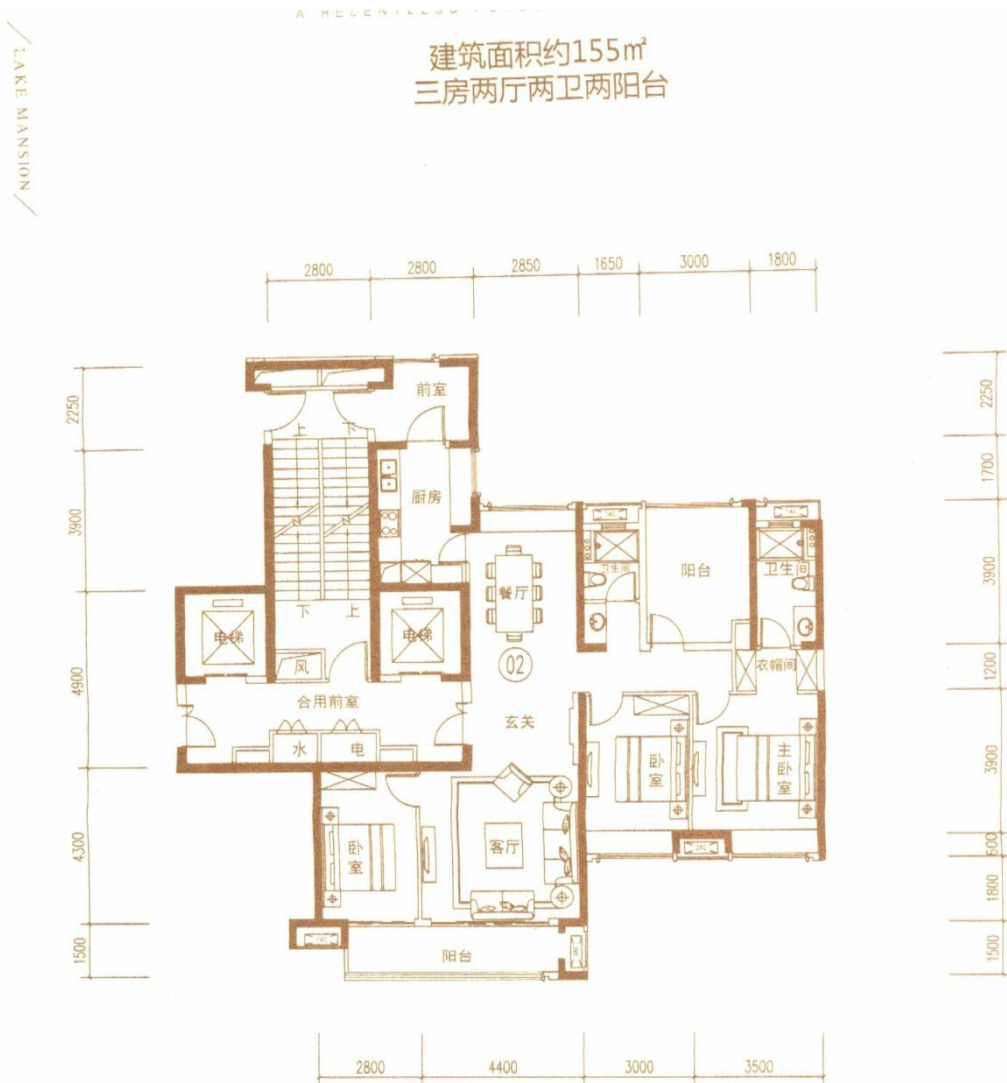 A RELENTLESS
LAKE MANSION
建筑面积约155㎡
三房两厅两卫两阳台
2800 2800 2850 1650 3000 1800
2250
3900
4900
4300
1500
2250
1700
3900
1200
3900
600
1800
1500
前室
上 下
厨房
餐厅
卫生间
阳台
卫生间
下 上
电梯
电梯
风
02
衣帽间
合用前室
玄关
水 电
卧室
主卧室
卧室
客厅
阳台
2800 4400 3000 3500